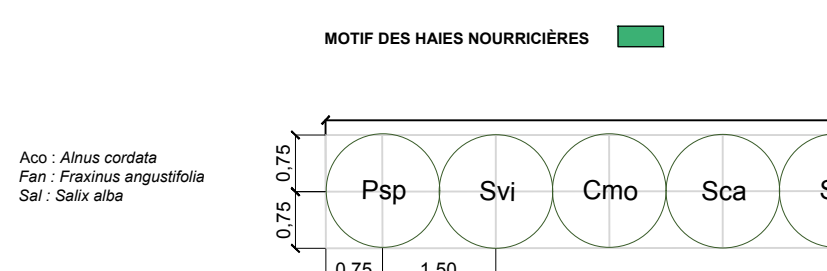 MOTIF DES HAIES NOURRICIÈRES
Aco : Alnus cordata
Fan : Fraxinus angustifolia
Sal : Salix alba
0,75
0,75
Psp Svi Cmo Sca
0,75 1,50